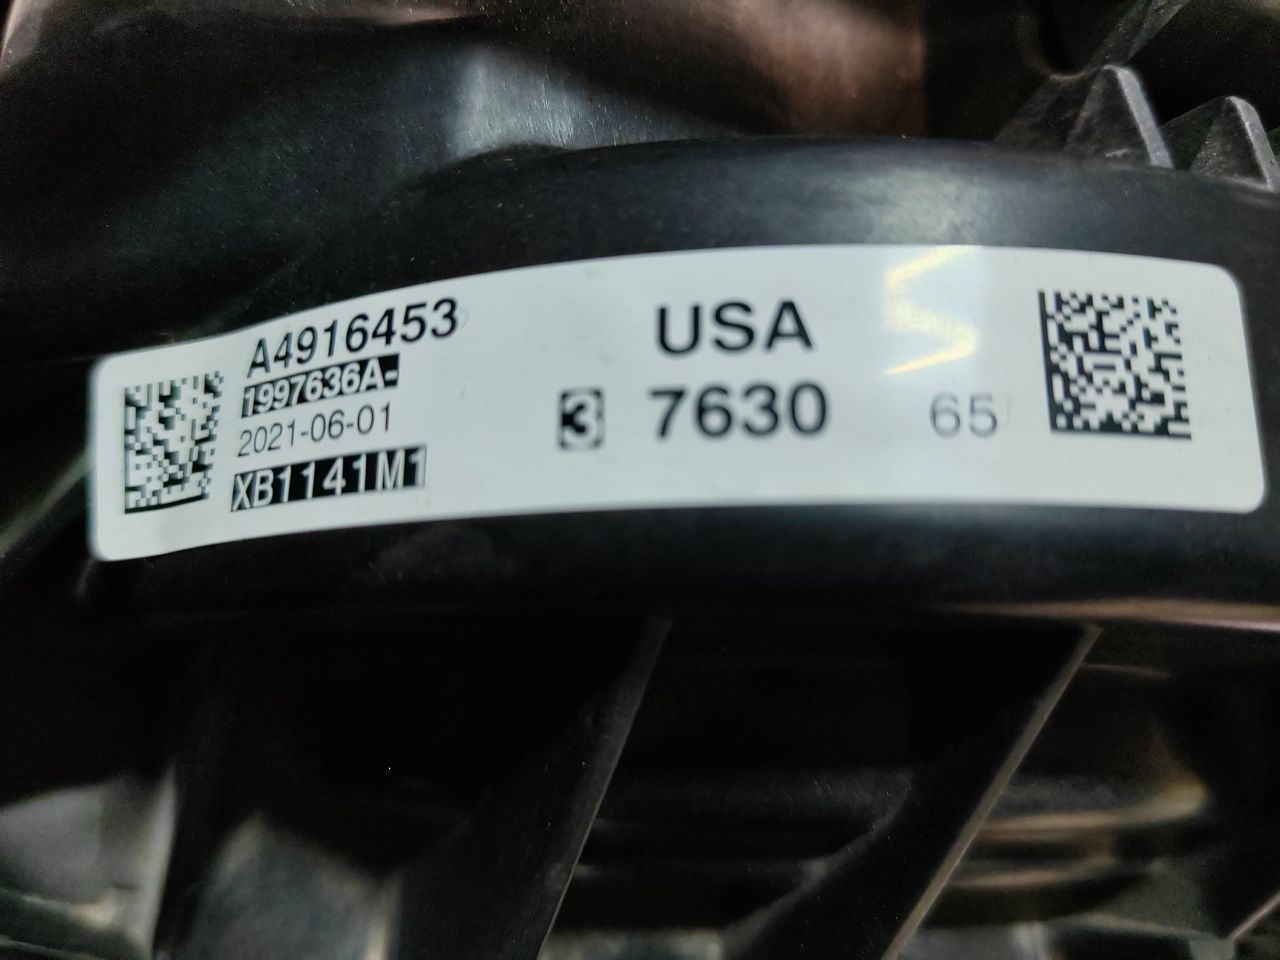 A4916453
1997636A-
2021-06-01
XB1141M1
USA
3 7630 65